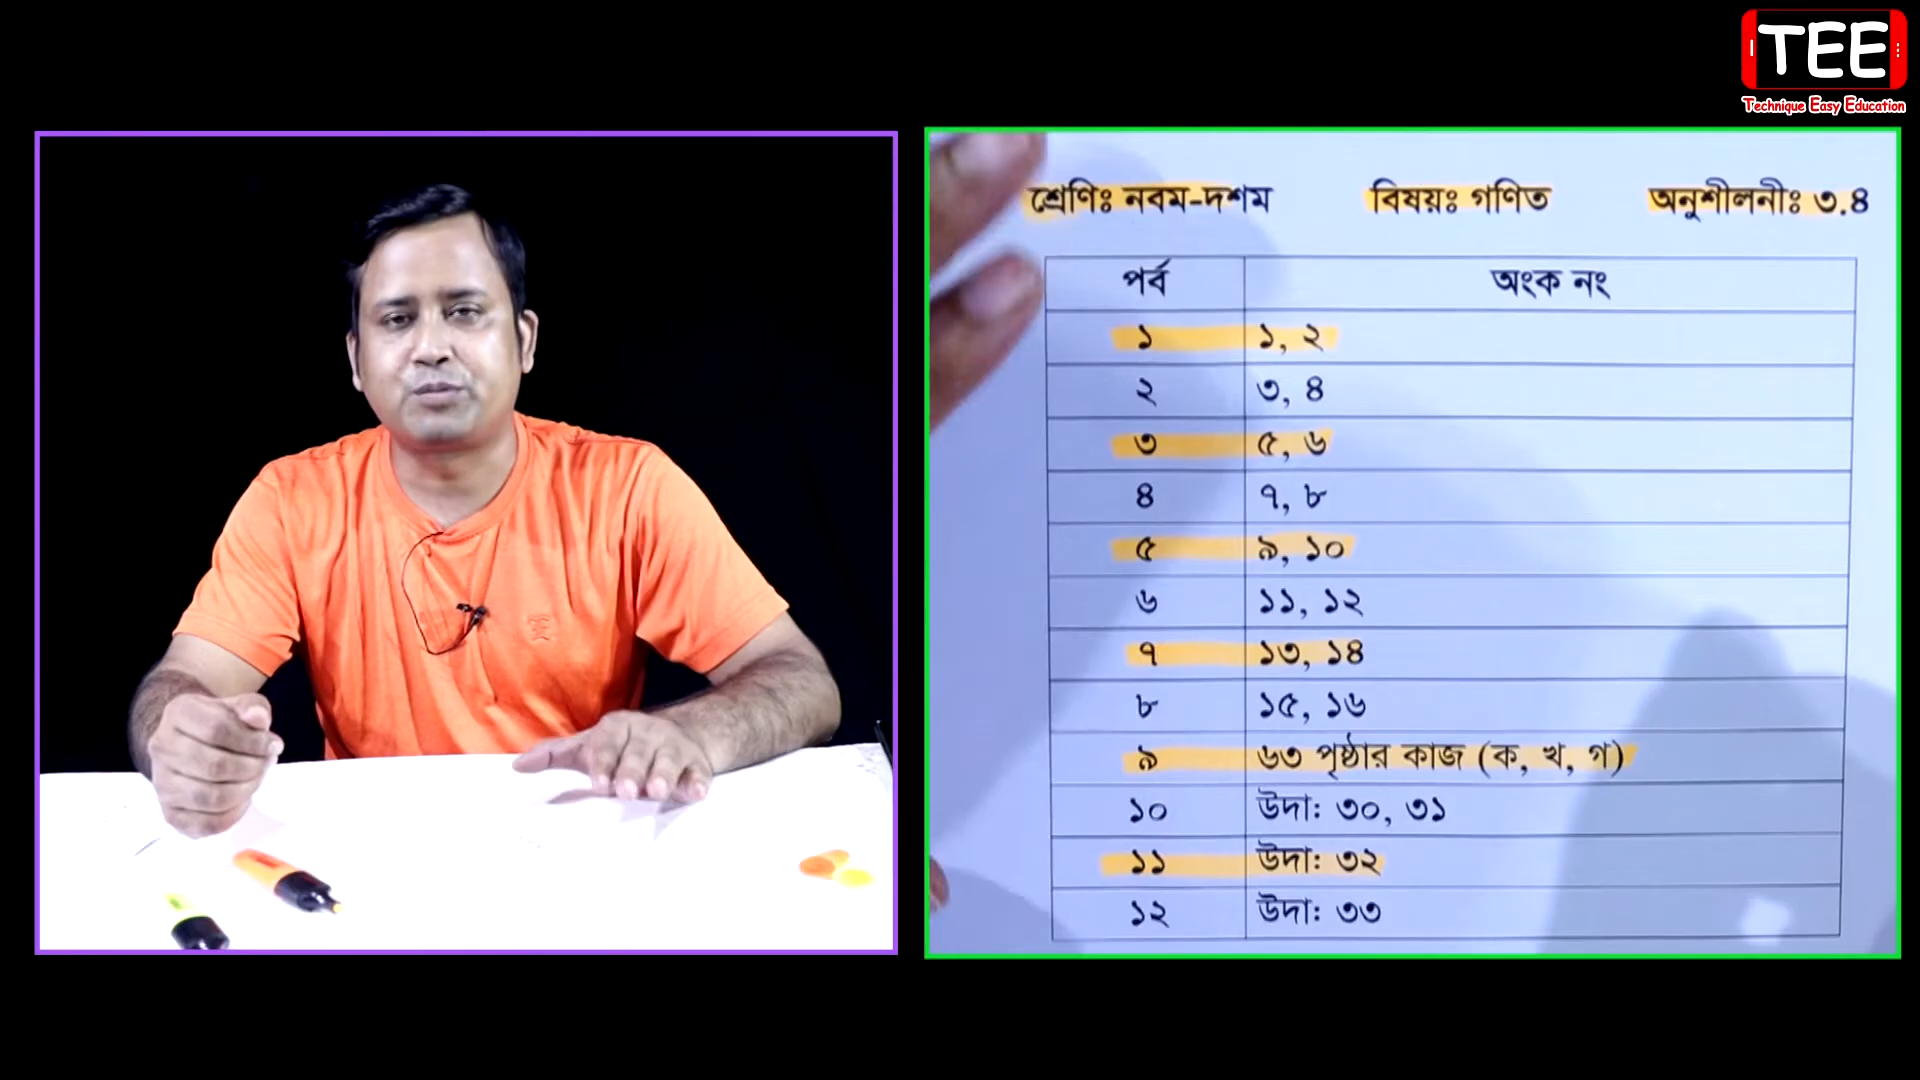 TEE
Technique Easy Education
শ্রেণিঃ নবম-দশম বিষয়ঃ গণিত অনুশীলনীঃ ৩.৪
পর্ব অংক নং
১ ১, ২
২ ৩, ৪
৩ ৫, ৬
৪ ৭, ৮
৫ ৯, ১০
৬ ১১, ১২
৭ ১৩, ১৪
৮ ১৫, ১৬
৯ ৬৩ পৃষ্ঠার কাজ (ক, খ, গ)
১০ উদা: ৩০, ৩১
১১ উদা: ৩২
১২ উদা: ৩৩